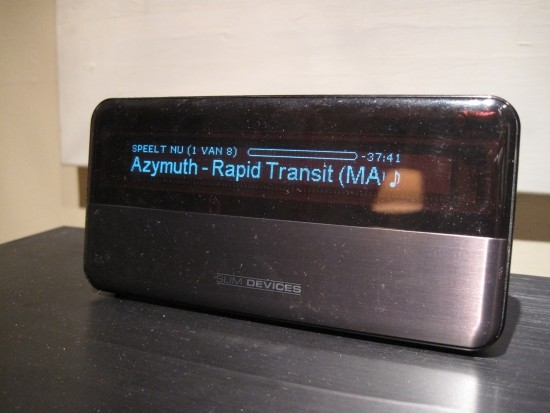 SPEELT NU (1 VAN 8) -37:41
Azymuth - Rapid Transit (MA
SLIM DEVICES